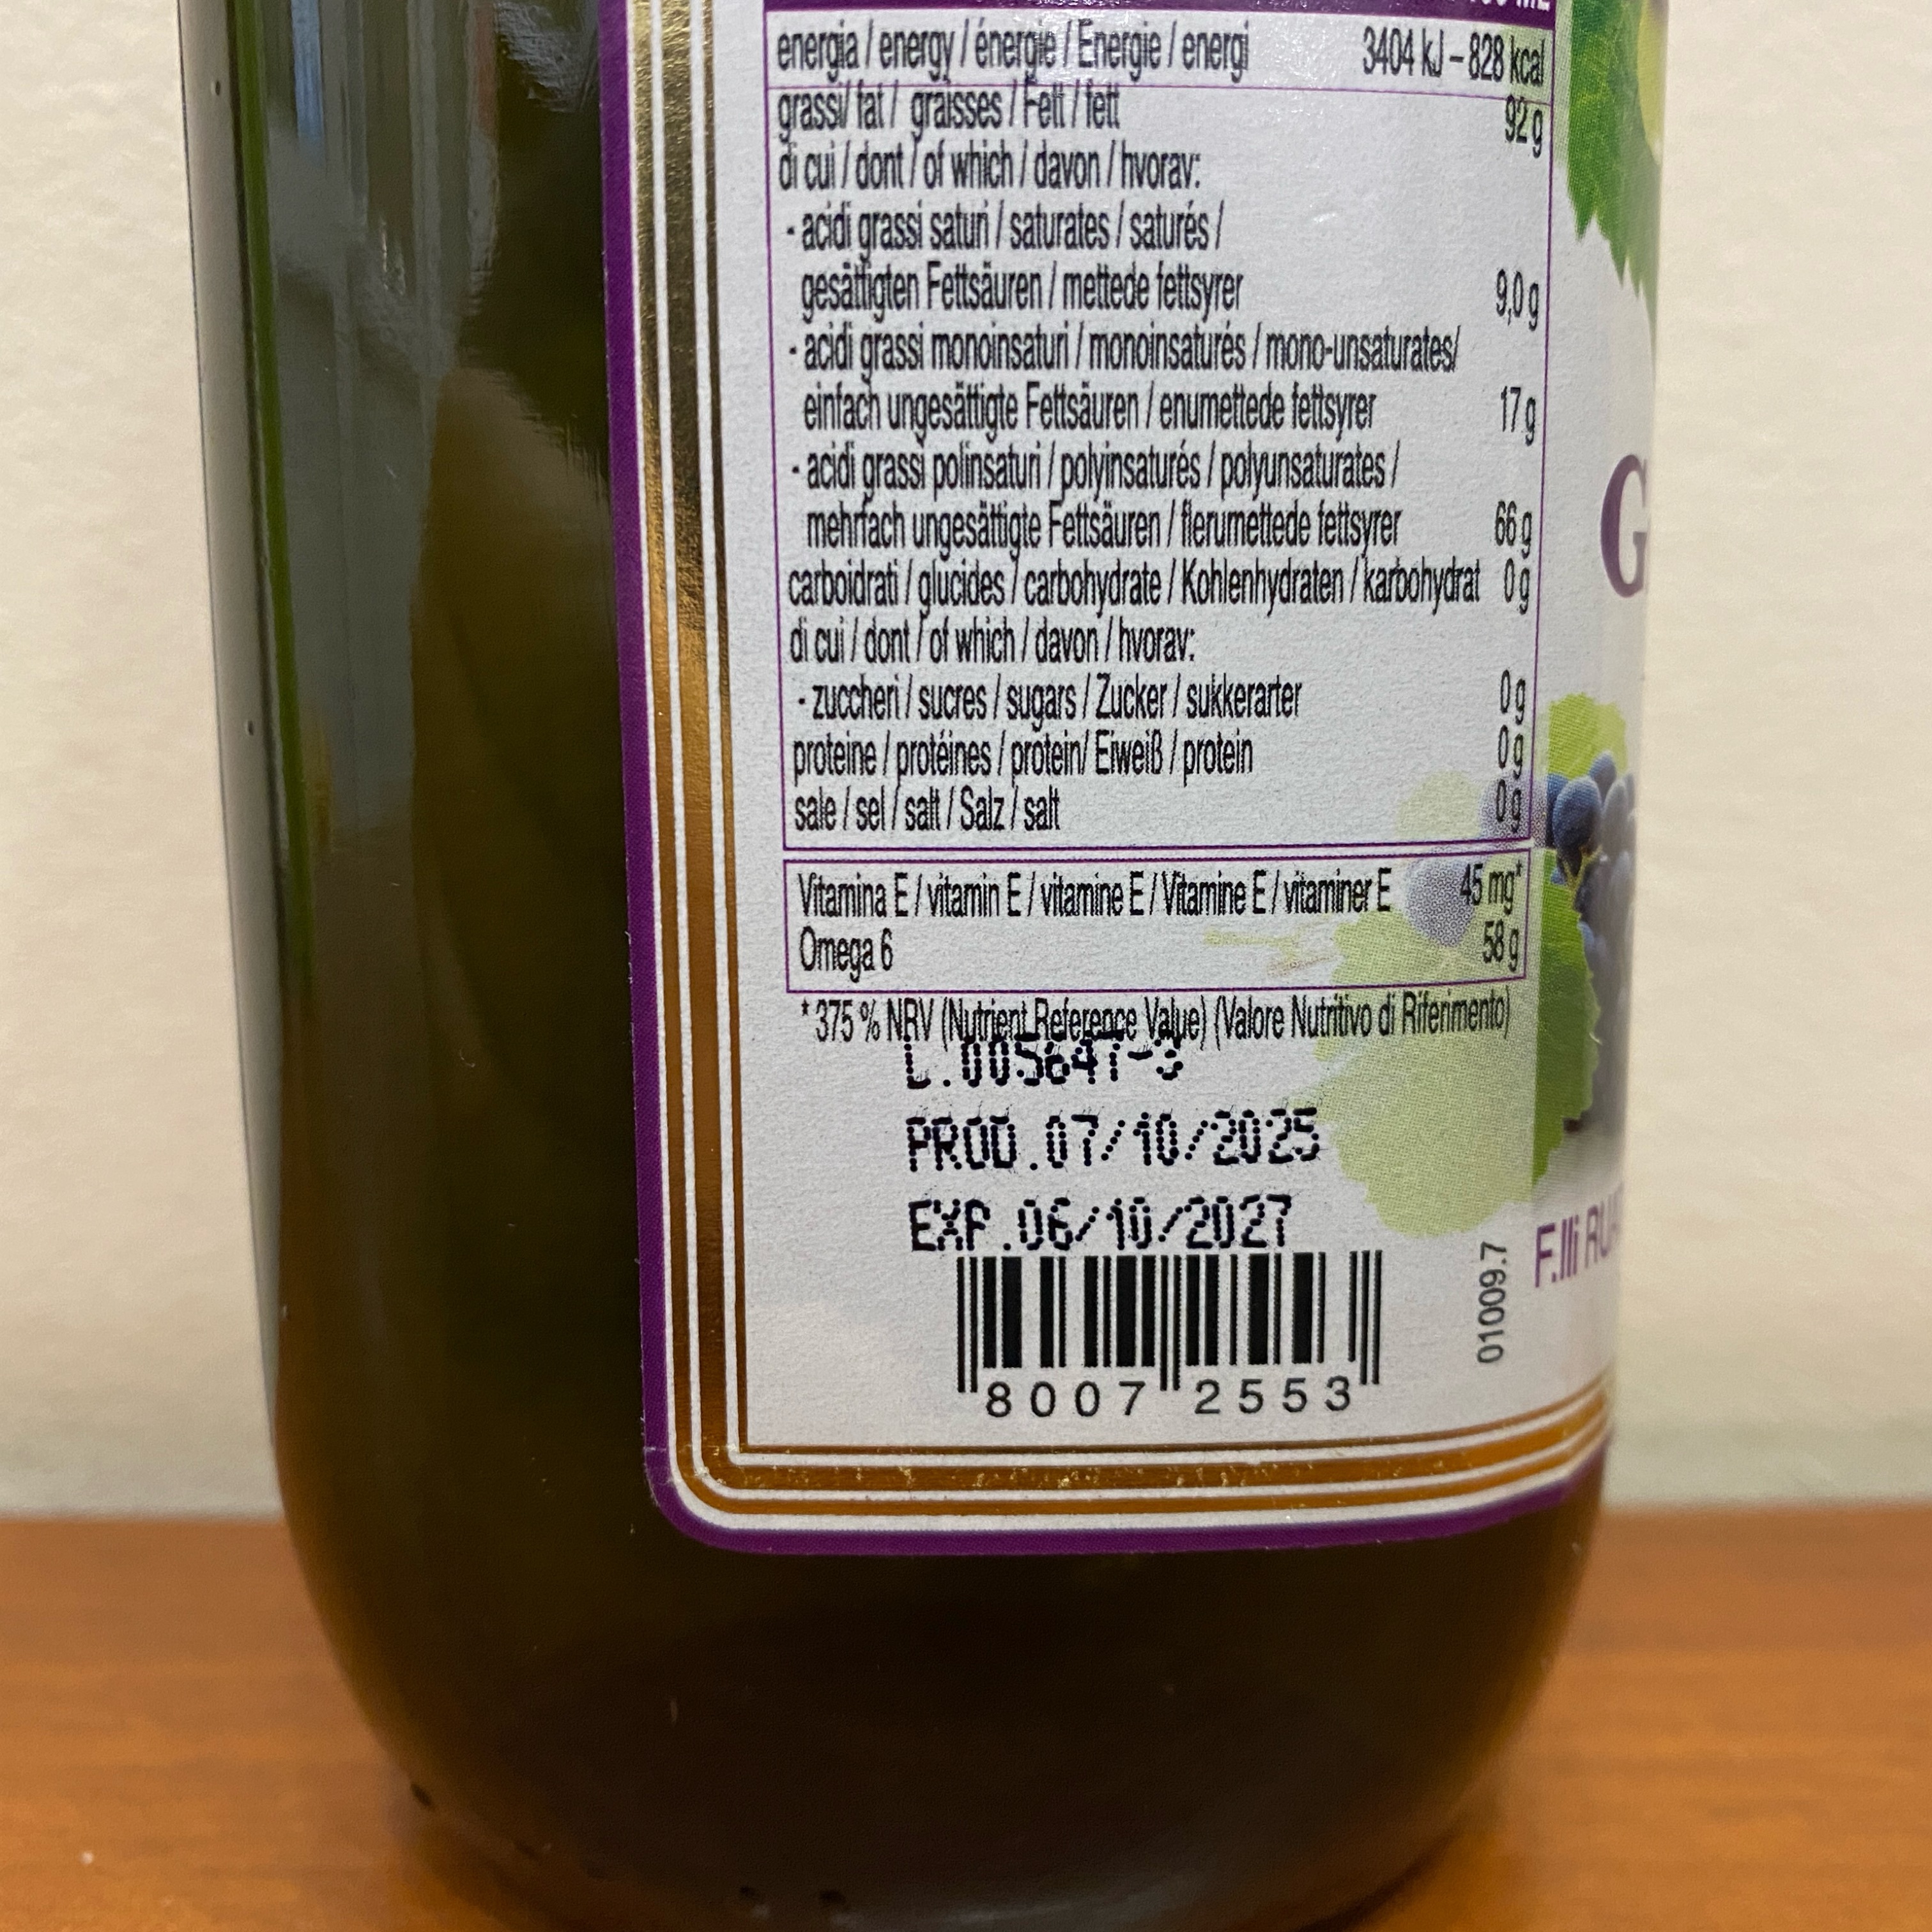 energia / energy / énergie / Energie / energi 3404 kJ – 828 kcal
grassi/ fat / graisses / Fett / fett 92 g
di cui / dont / of which / davon / hvorav:
- acidi grassi saturi / saturates / saturés /
gesättigten Fettsäuren / mettede fettsyrer 9,0 g
- acidi grassi monoinsaturi / monoinsaturés / mono-unsaturates/
einfach ungesättigte Fettsäuren / enumettede fettsyrer 17 g
- acidi grassi polinsaturi / polyinsaturés / polyunsaturates /
mehrfach ungesättigte Fettsäuren / flerumettede fettsyrer 66 g
carboidrati / glucides / carbohydrate / Kohlenhydraten / karbohydrat 0 g
di cui / dont / of which / davon / hvorav:
- zuccheri / sucres / sugars / Zucker / sukkerarter 0 g
proteine / protéines / protein/ Eiweiß / protein 0 g
sale / sel / salt / Salz / salt 0 g
Vitamina E / vitamin E / vitamine E / Vitamine E / vitaminer E 45 mg*
Omega 6 58 g
* 375 % NRV (Nutrient Reference Value) (Valore Nutritivo di Riferimento)
L.005647-3
PROD.07/10/2025
EXP.06/10/2027
8007 2553
01009.7
G
F.lli